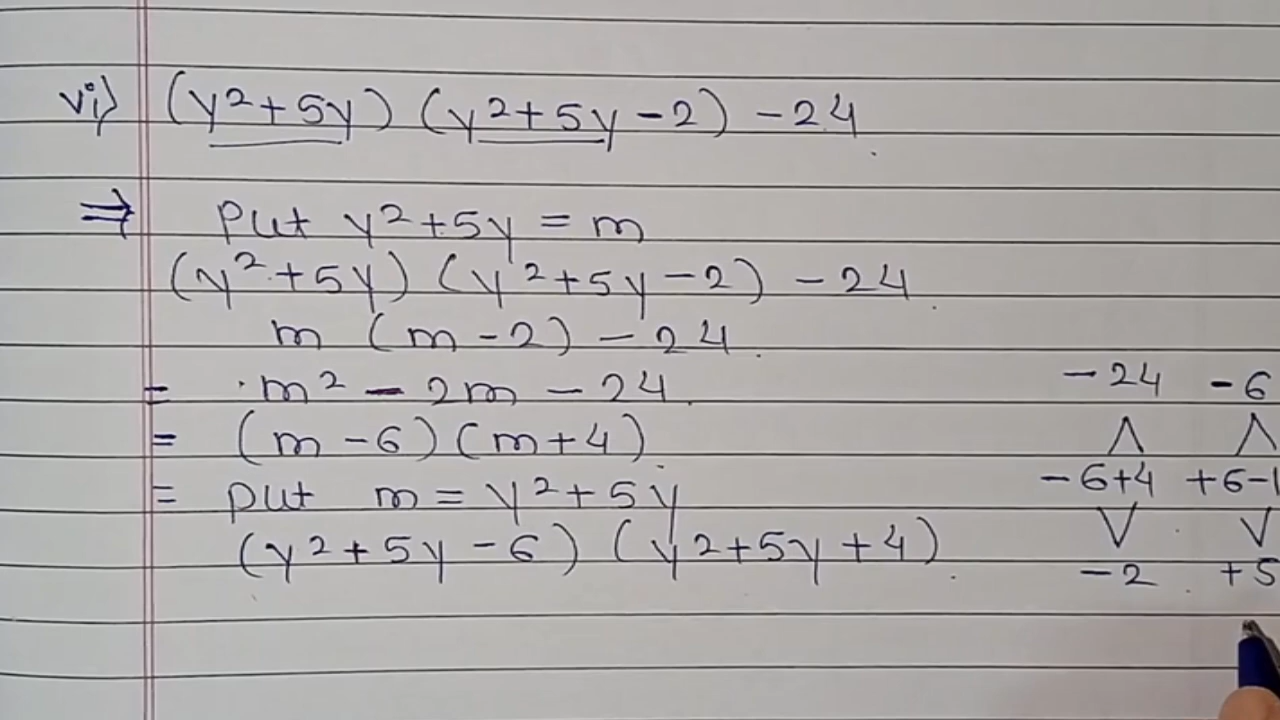 vi) (y²+5y) (y²+5y-2) -24
⇒ Put y²+5y = m
(y²+5y) (y²+5y-2) -24
m (m-2) -24
= m² - 2m - 24
= (m-6) (m+4)
= put m = y²+5y
(y²+5y-6) (y²+5y+4)
-24 -6
∧ ∧
-6+4 +6-1
∨ ∨
-2 +5